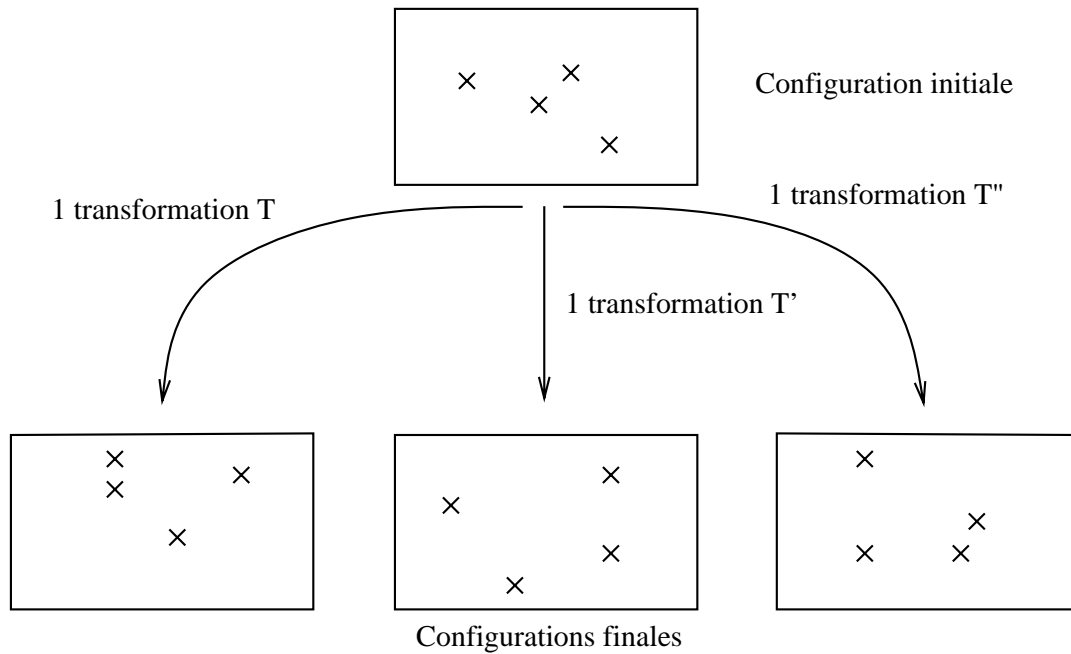 Configuration initiale
1 transformation T
1 transformation T"
1 transformation T’
Configurations finales